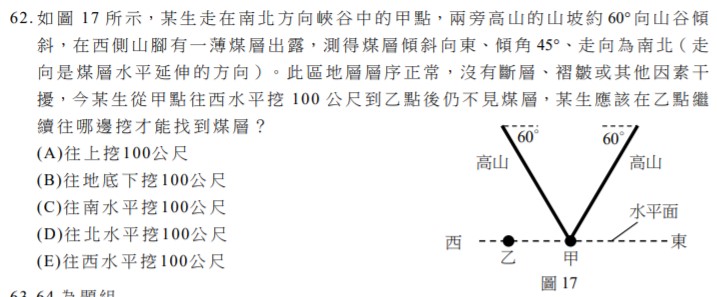 62.如圖 17 所示，某生走在南北方向峽谷中的甲點，兩旁高山的山坡約 60°向山谷傾
斜，在西側山腳有一薄煤層出露，測得煤層傾斜向東、傾角 45°、走向為南北（走
向是煤層水平延伸的方向）。此區地層層序正常，沒有斷層、褶皺或其他因素干
擾，今某生從甲點往西水平挖 100 公尺到乙點後仍不見煤層，某生應該在乙點繼
續往哪邊挖才能找到煤層？
(A)往上挖100公尺
(B)往地底下挖100公尺
(C)往南水平挖100公尺
(D)往北水平挖100公尺
(E)往西水平挖100公尺
60°
60°
高山
高山
水平面
西
東
乙
甲
圖 17